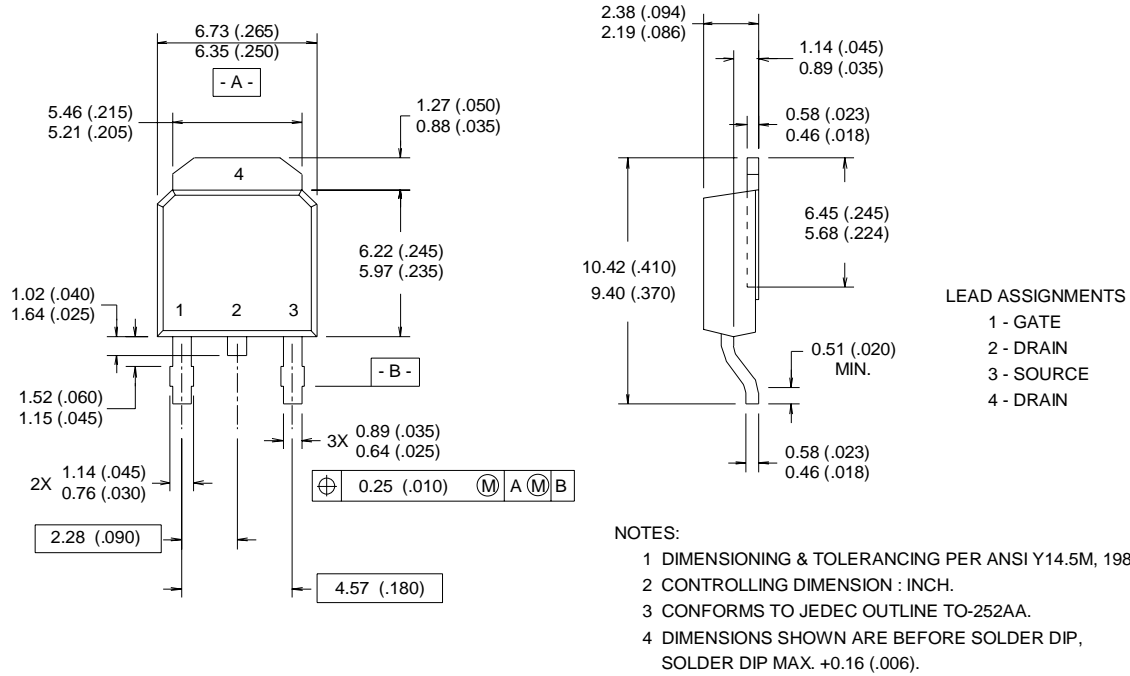 6.73 (.265)
6.35 (.250)
- A -
5.46 (.215)
5.21 (.205)
1.27 (.050)
0.88 (.035)
4
6.22 (.245)
5.97 (.235)
1.02 (.040)
1.64 (.025)
1 2 3
- B -
1.52 (.060)
1.15 (.045)
3X 0.89 (.035)
0.64 (.025)
2X 1.14 (.045)
0.76 (.030)
⌖ 0.25 (.010) Ⓜ A Ⓜ B
2.28 (.090)
4.57 (.180)
2.38 (.094)
2.19 (.086)
1.14 (.045)
0.89 (.035)
0.58 (.023)
0.46 (.018)
6.45 (.245)
5.68 (.224)
10.42 (.410)
9.40 (.370)
0.51 (.020)
MIN.
0.58 (.023)
0.46 (.018)
LEAD ASSIGNMENTS
1 - GATE
2 - DRAIN
3 - SOURCE
4 - DRAIN
NOTES:
1 DIMENSIONING & TOLERANCING PER ANSI Y14.5M, 198
2 CONTROLLING DIMENSION : INCH.
3 CONFORMS TO JEDEC OUTLINE TO-252AA.
4 DIMENSIONS SHOWN ARE BEFORE SOLDER DIP,
SOLDER DIP MAX. +0.16 (.006).